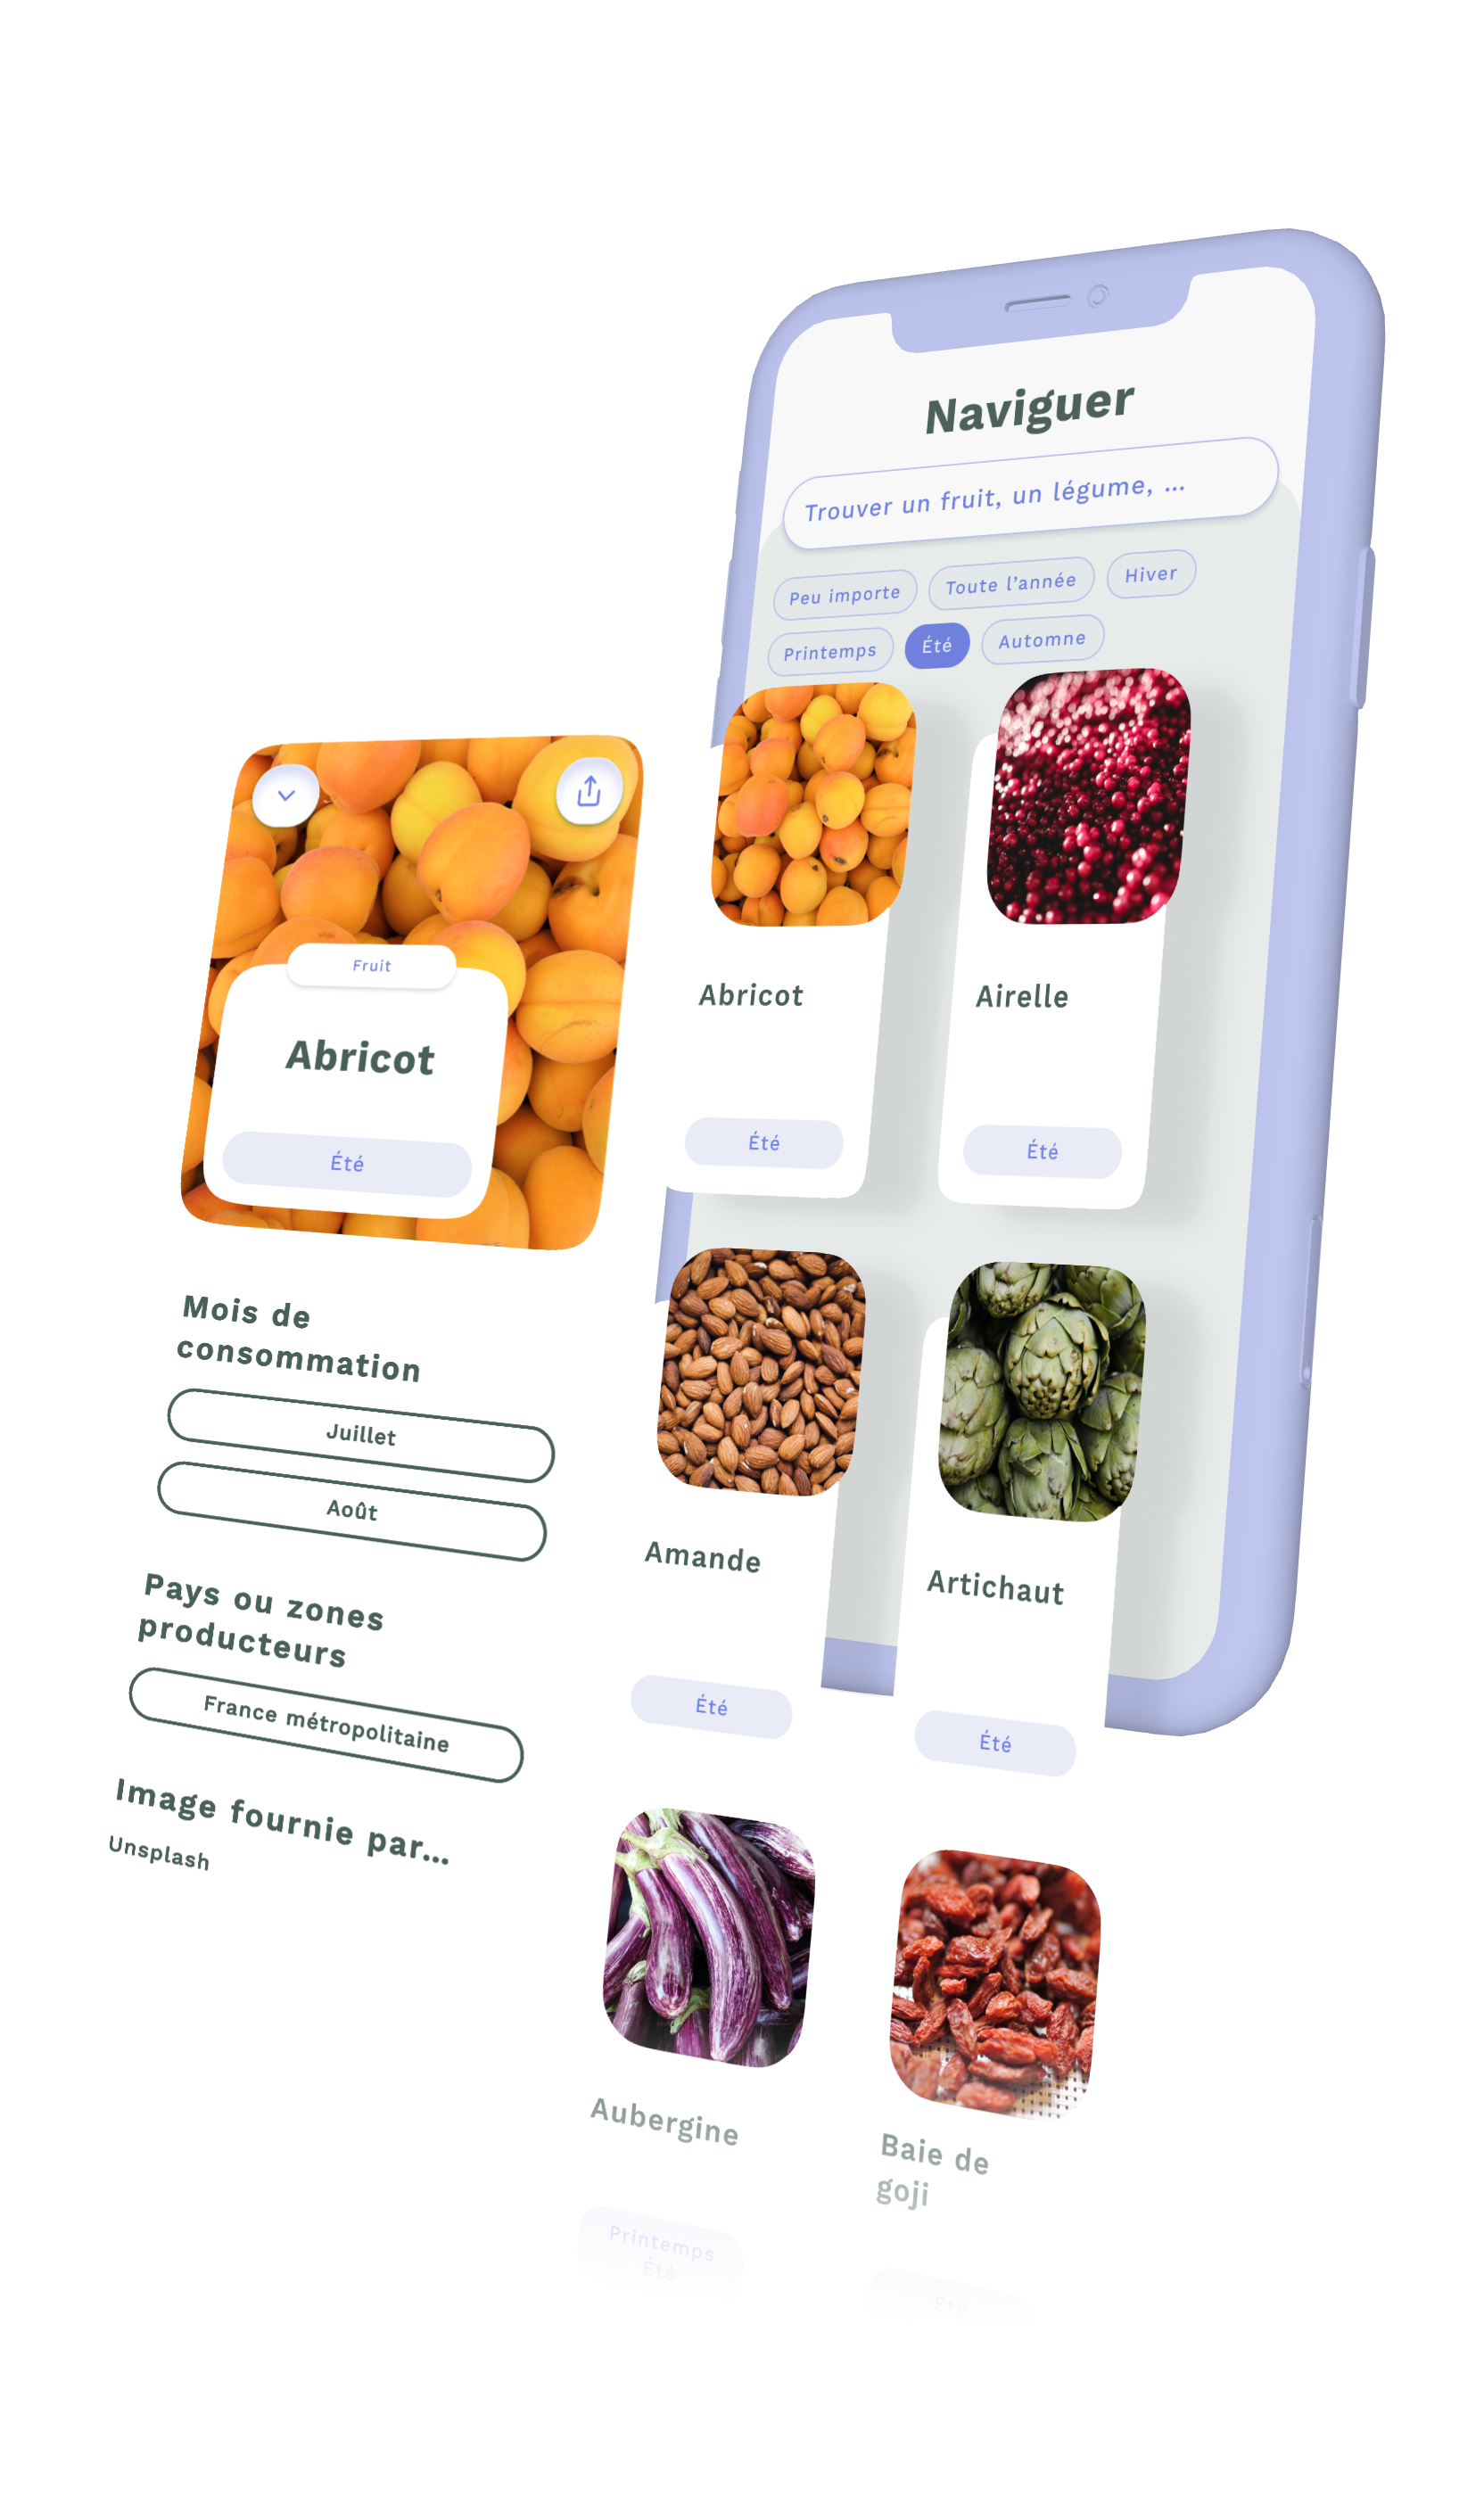 Naviguer
Trouver un fruit, un légume, ...
Peu importe
Toute l'année
Hiver
Printemps
Été
Automne
Abricot
Été
Airelle
Été
Amande
Été
Artichaut
Été
Aubergine
Printemps
Été
Baie de
goji
Été
Fruit
Abricot
Été
Mois de
consommation
Juillet
Août
Pays ou zones
producteurs
France métropolitaine
Image fournie par...
Unsplash